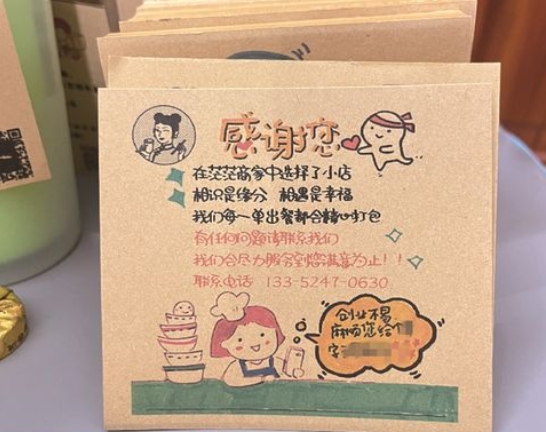 感谢您
在茫茫商家中选择了小店
相识是缘分 相遇是幸福
我们每一单出餐都会精心打包
有任何问题请联系我们
我们会尽力服务到您满意为止！！
联系电话 133-5247-0630
创业不易
麻烦您给个
字